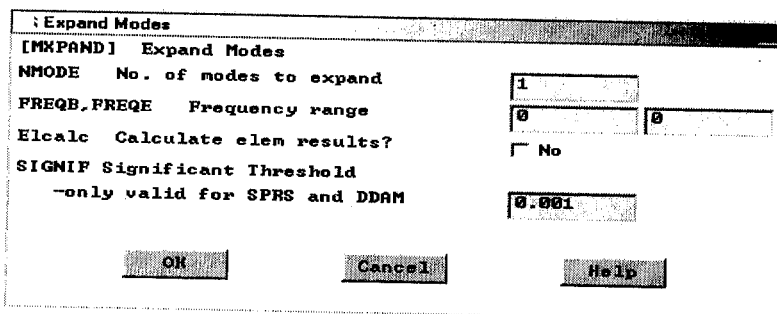 Expand Modes
[MXPAND] Expand Modes
NMODE No. of modes to expand 1
FREQB,FREQE Frequency range 0 0
Elcalc Calculate elem results? No
SIGNIF Significant Threshold
-only valid for SPRS and DDAM 0.001
OK Cancel Help